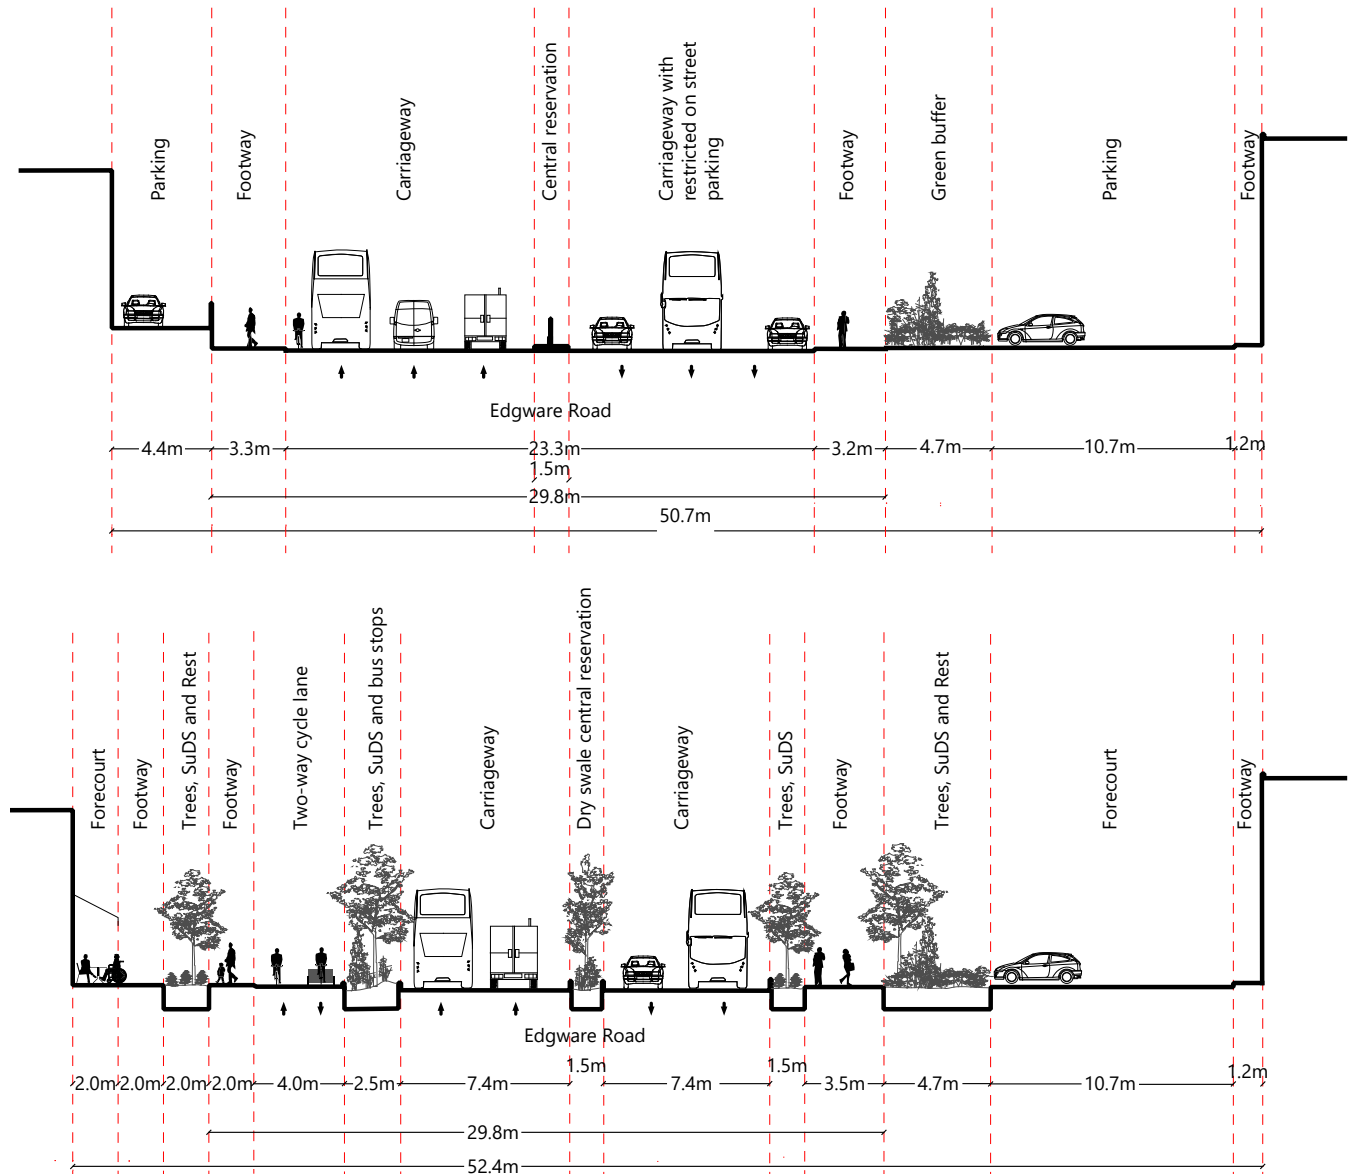 Parking
Footway
Carriageway
Central reservation
Carriageway with
restricted on street
parking
Footway
Green buffer
Parking
Footway
Edgware Road
4.4m
3.3m
23.3m
3.2m
4.7m
10.7m
1.2m
1.5m
29.8m
50.7m
Forecourt
Footway
Trees, SuDS and Rest
Footway
Two-way cycle lane
Trees, SuDS and bus stops
Carriageway
Dry swale central reservation
Carriageway
Trees, SuDS
Footway
Trees, SuDS and Rest
Forecourt
Footway
Edgware Road
2.0m
2.0m
2.0m
2.0m
4.0m
2.5m
7.4m
1.5m
7.4m
1.5m
3.5m
4.7m
10.7m
1.2m
29.8m
52.4m